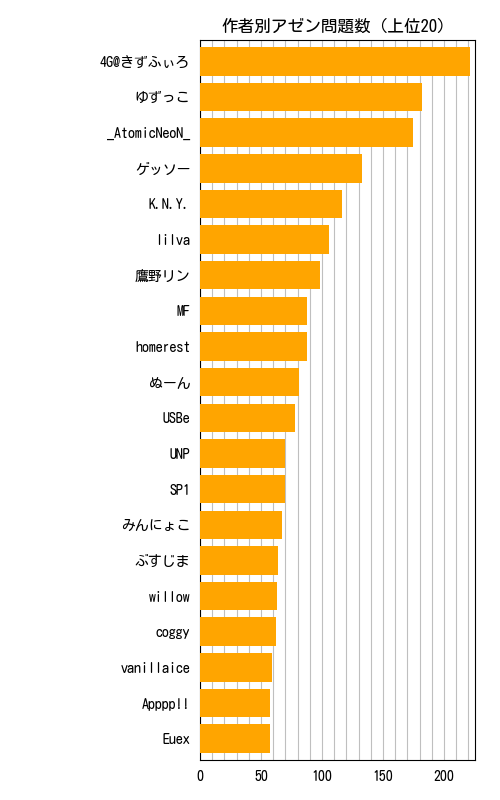 作者別アゼン問題数（上位20）
4G@きずふぃろ
ゆずっこ
_AtomicNeoN_
ゲッソー
K.N.Y.
lilva
鷹野リン
MF
homerest
ぬーん
USBe
UNP
SP1
みんにょこ
ぶすじま
willow
coggy
vanillaice
Appppl!
Euex
0 50 100 150 200